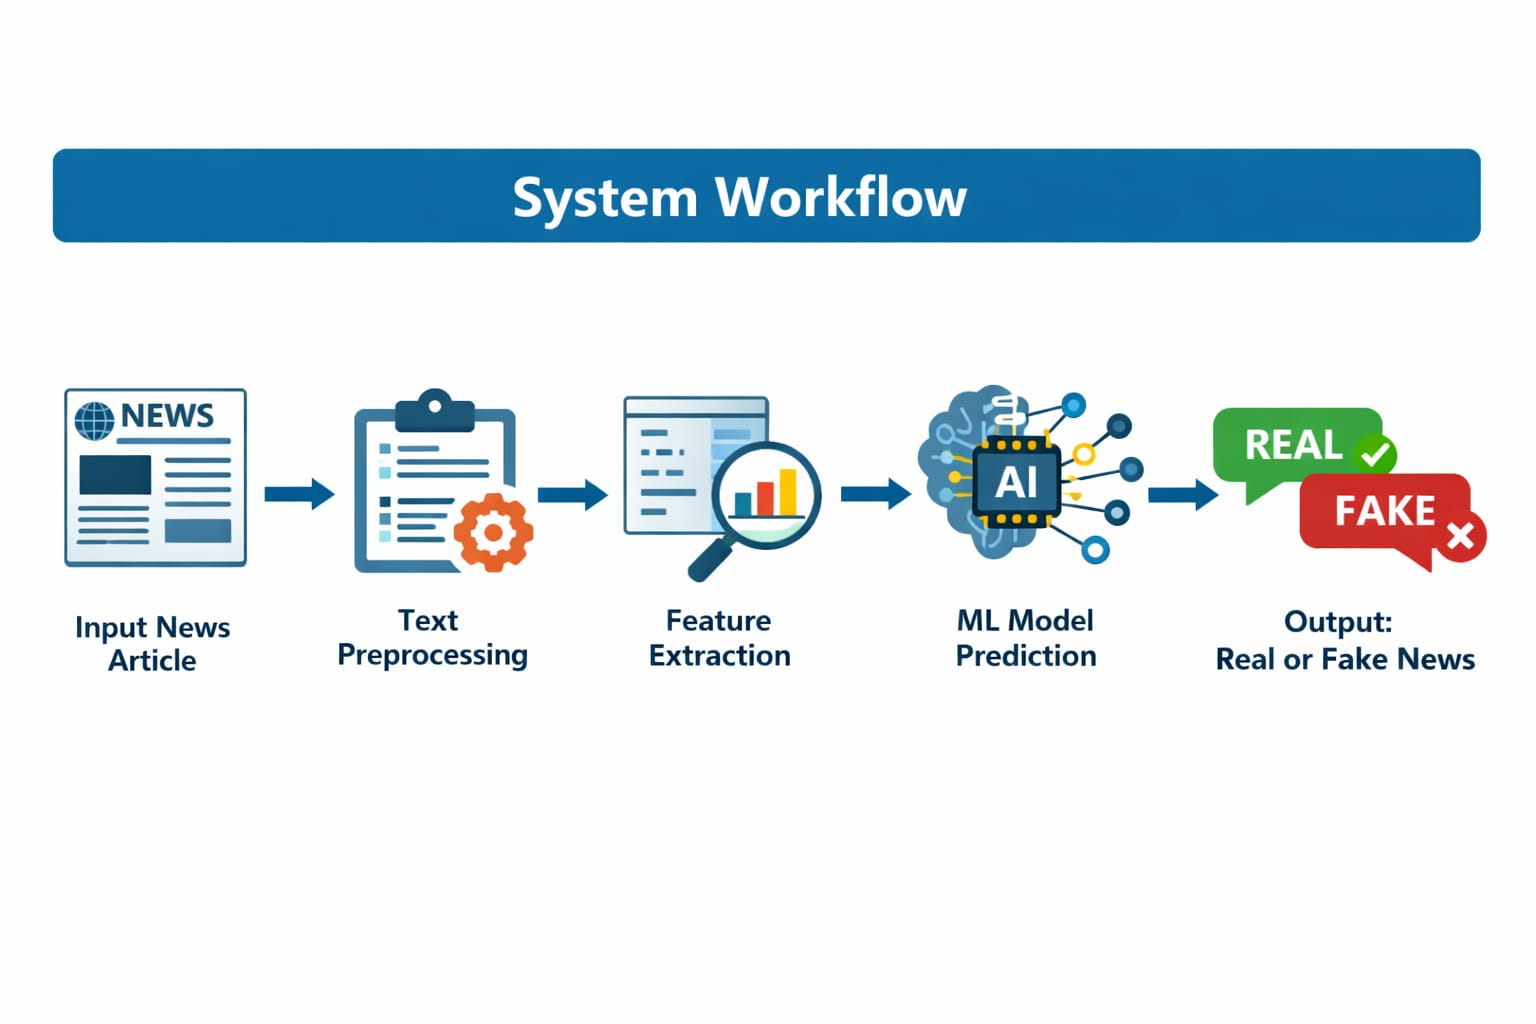 System Workflow
NEWS
AI
REAL
FAKE
Input News
Article
Text
Preprocessing
Feature
Extraction
ML Model
Prediction
Output:
Real or Fake News